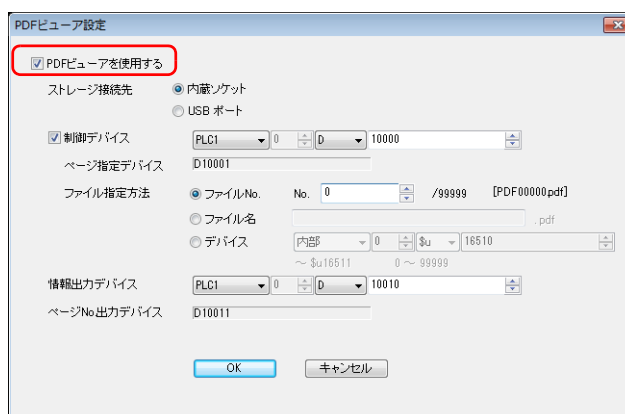 PDFビューア設定
PDFビューアを使用する
ストレージ接続先 内蔵ソケット
USB ポート
制御デバイス PLC1 0 D 10000
ページ指定デバイス D10001
ファイル指定方法 ファイルNo. No. 0 /99999 [PDF00000.pdf]
ファイル名 .pdf
デバイス 内部 0 $u 16510
～ $u16511 0 ～ 99999
情報出力デバイス PLC1 0 D 10010
ページNo.出力デバイス D10011
OK キャンセル